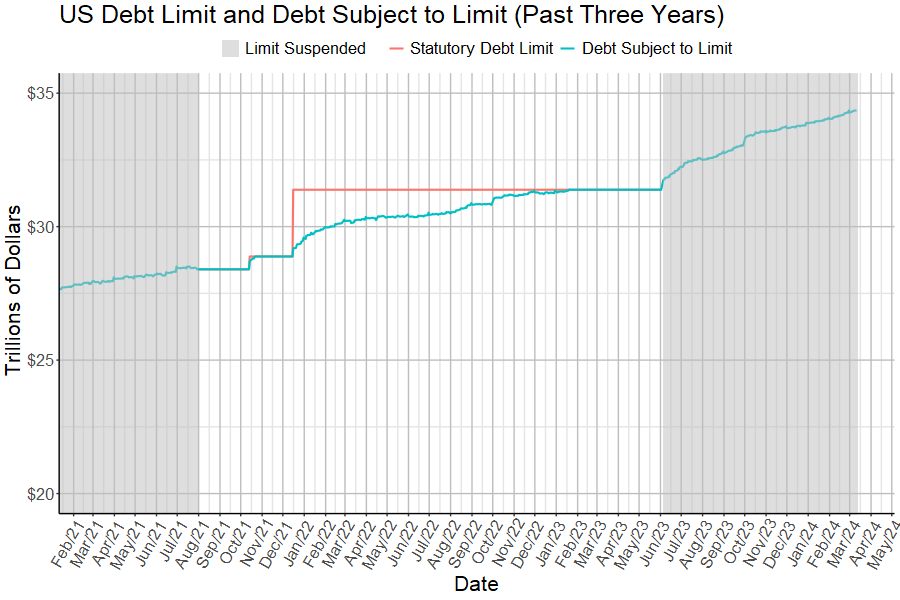 US Debt Limit and Debt Subject to Limit (Past Three Years)
Limit Suspended Statutory Debt Limit Debt Subject to Limit
$35
$30
$25
$20
Trillions of Dollars
Feb/21 Mar/21 Apr/21 May/21 Jun/21 Jul/21 Aug/21 Sep/21 Oct/21 Nov/21 Dec/21 Jan/22 Feb/22 Mar/22 Apr/22 May/22 Jun/22 Jul/22 Aug/22 Sep/22 Oct/22 Nov/22 Dec/22 Jan/23 Feb/23 Mar/23 Apr/23 May/23 Jun/23 Jul/23 Aug/23 Sep/23 Oct/23 Nov/23 Dec/23 Jan/24 Feb/24 Mar/24 Apr/24 May/24
Date